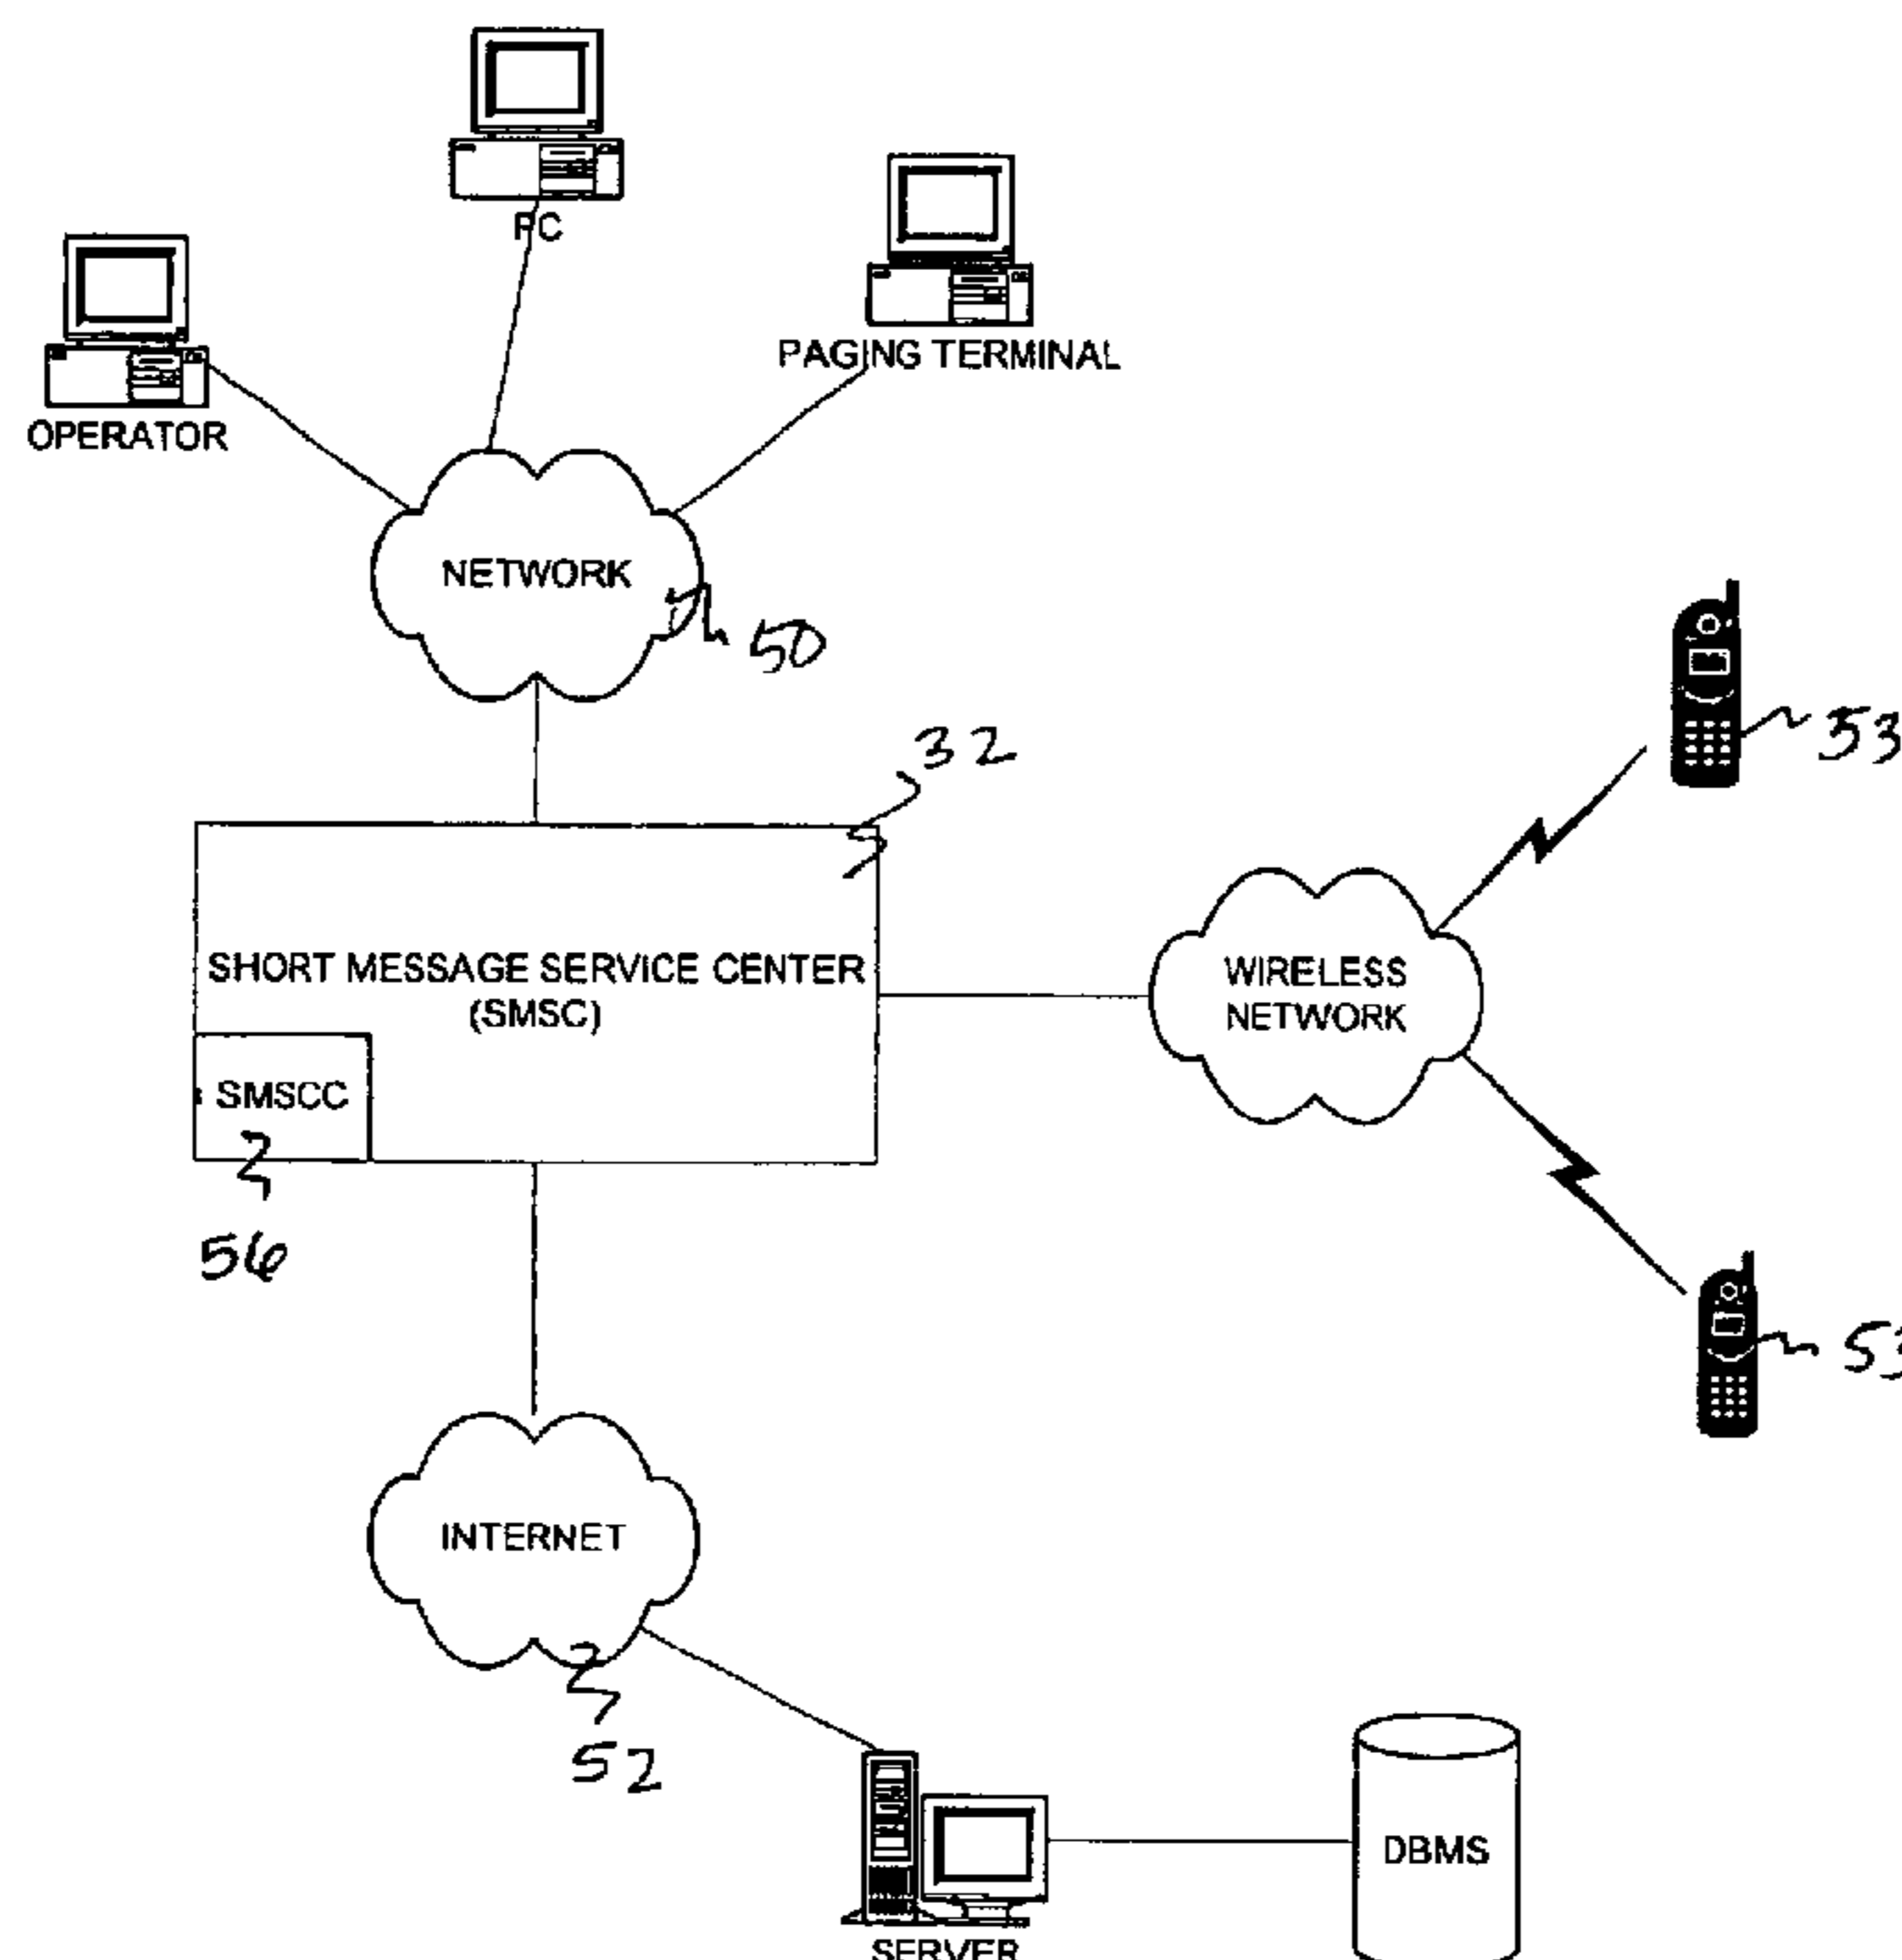 PC
PAGING TERMINAL
OPERATOR
NETWORK
50
32
53
SHORT MESSAGE SERVICE CENTER
(SMSC)
WIRELESS
NETWORK
SMSCC
56
53
INTERNET
52
DBMS
SERVER